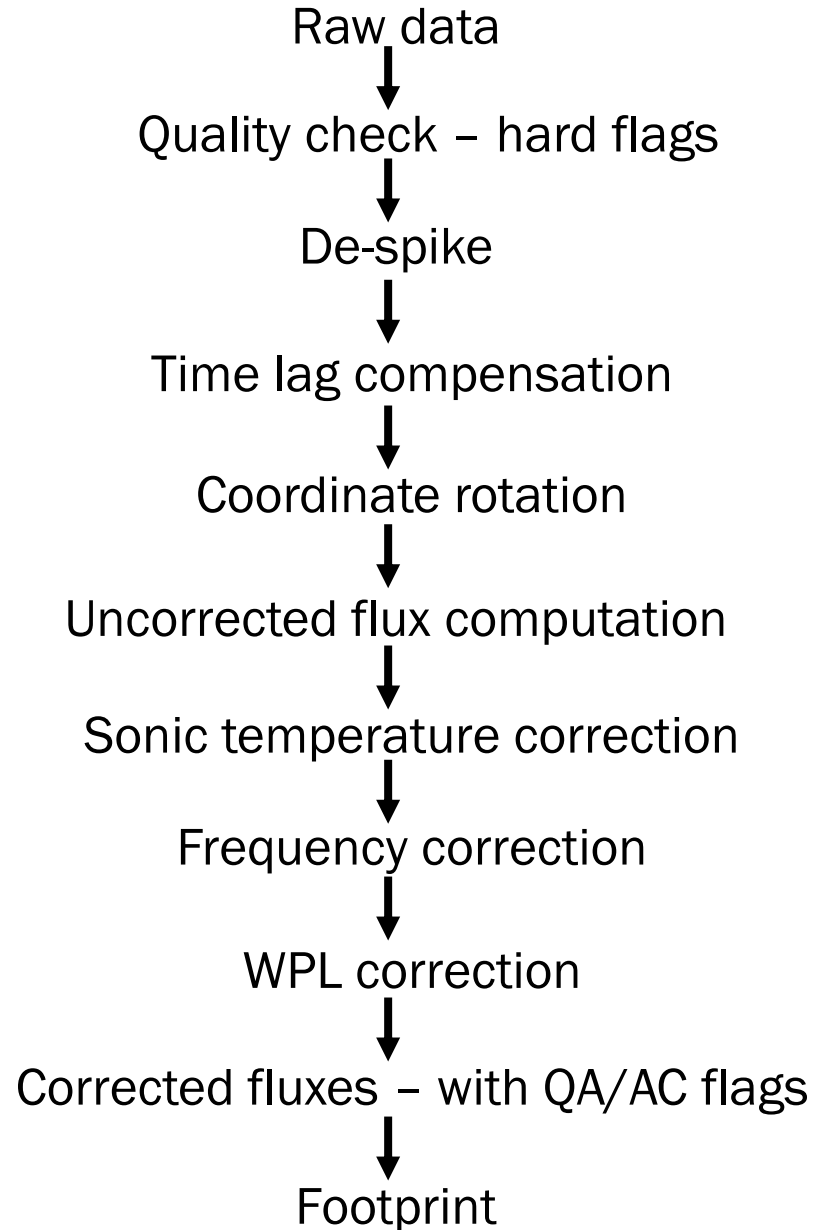 Raw data
Quality check – hard flags
De-spike
Time lag compensation
Coordinate rotation
Uncorrected flux computation
Sonic temperature correction
Frequency correction
WPL correction
Corrected fluxes – with QA/AC flags
Footprint